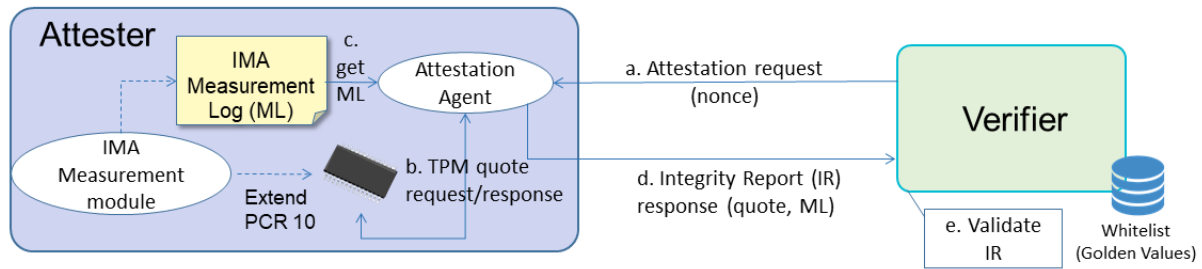 Attester
IMA
Measurement
Log (ML)
c.
get
ML
Attestation
Agent
a. Attestation request
(nonce)
Verifier
IMA
Measurement
module
Extend
PCR 10
b. TPM quote
request/response
d. Integrity Report (IR)
response (quote, ML)
e. Validate
IR
Whitelist
(Golden Values)